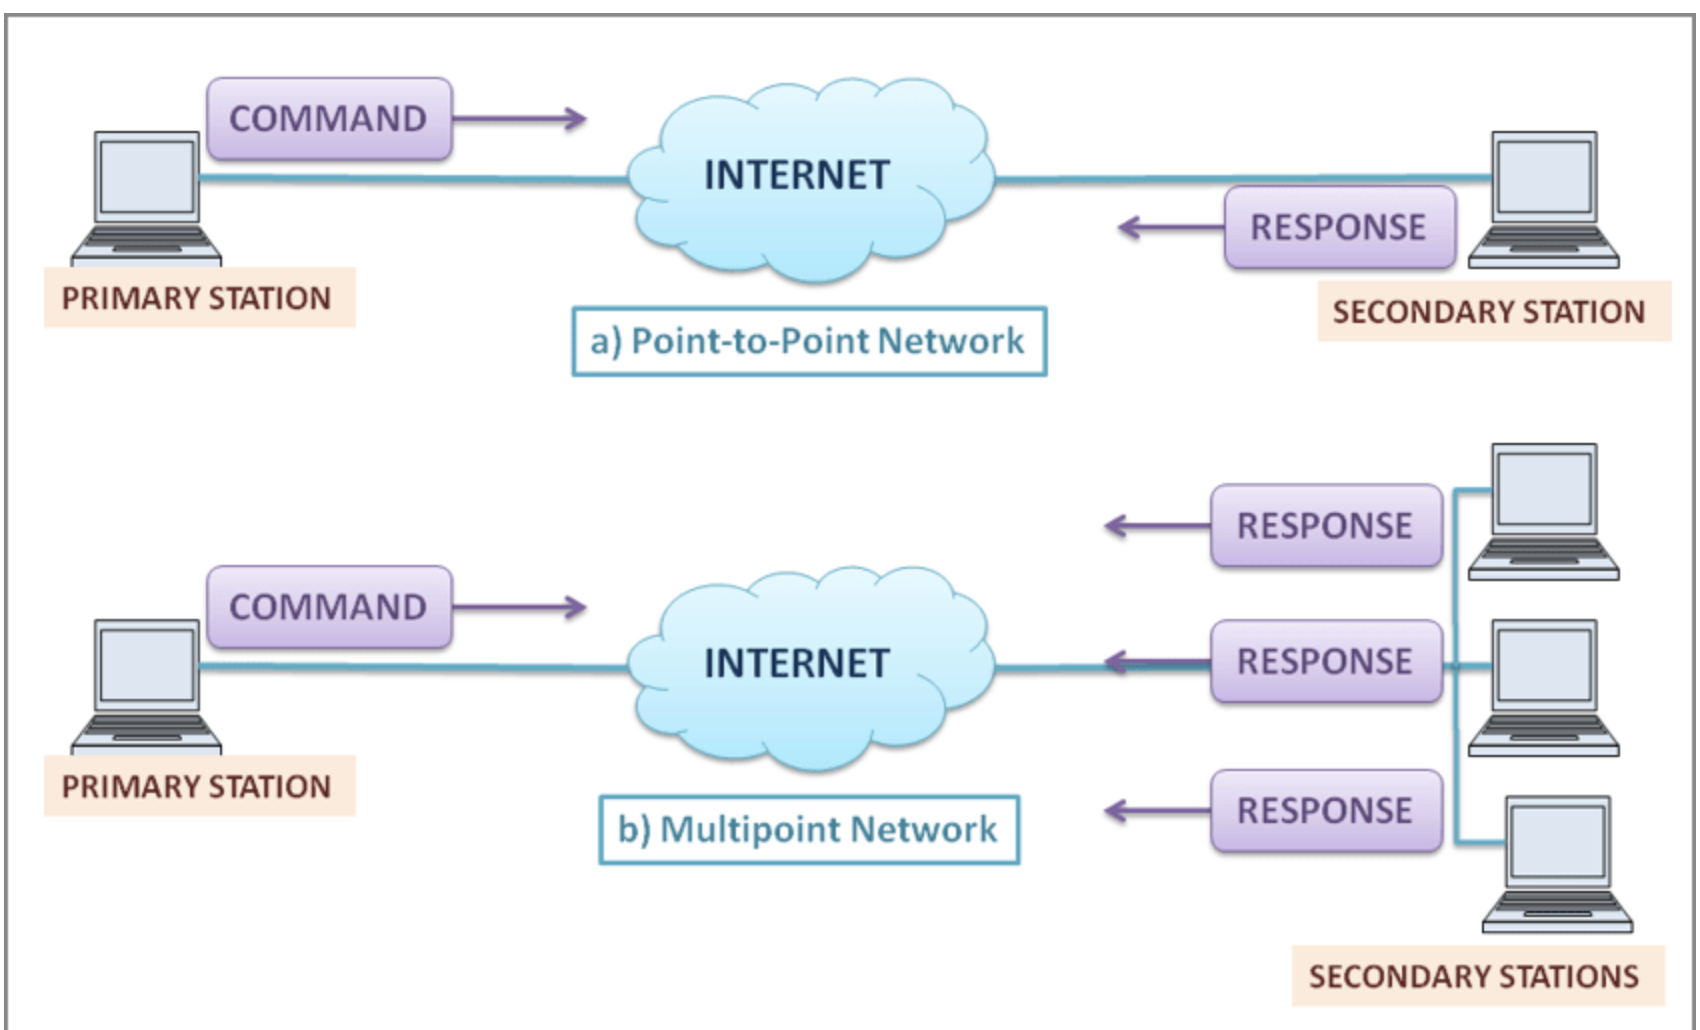 COMMAND
INTERNET
RESPONSE
PRIMARY STATION
SECONDARY STATION
a) Point-to-Point Network
RESPONSE
COMMAND
INTERNET
RESPONSE
PRIMARY STATION
b) Multipoint Network
RESPONSE
SECONDARY STATIONS